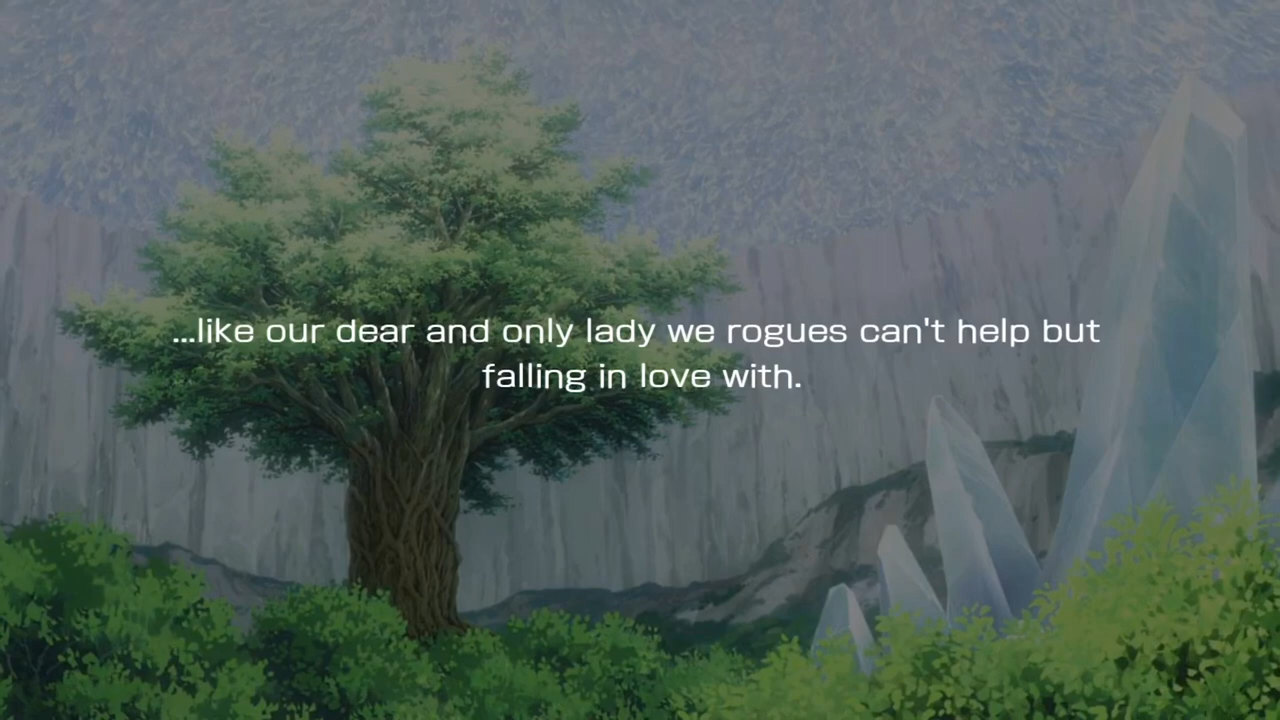 ...like our dear and only lady we rogues can't help but
falling in love with.